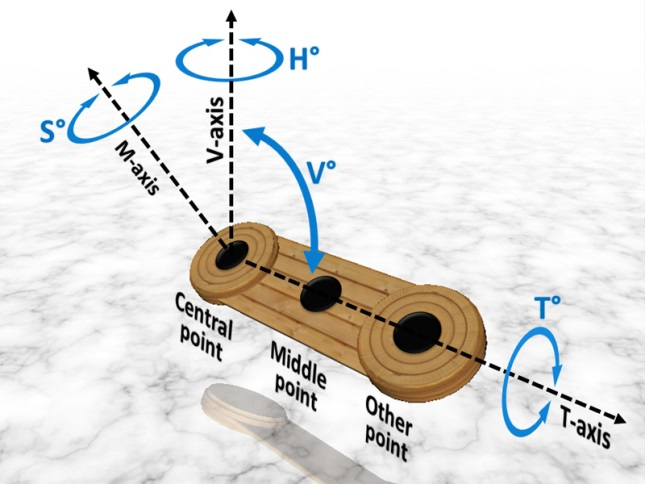 H°
S°
V-axis
M-axis
V°
Central
point
Middle
point
Other
point
T°
T-axis